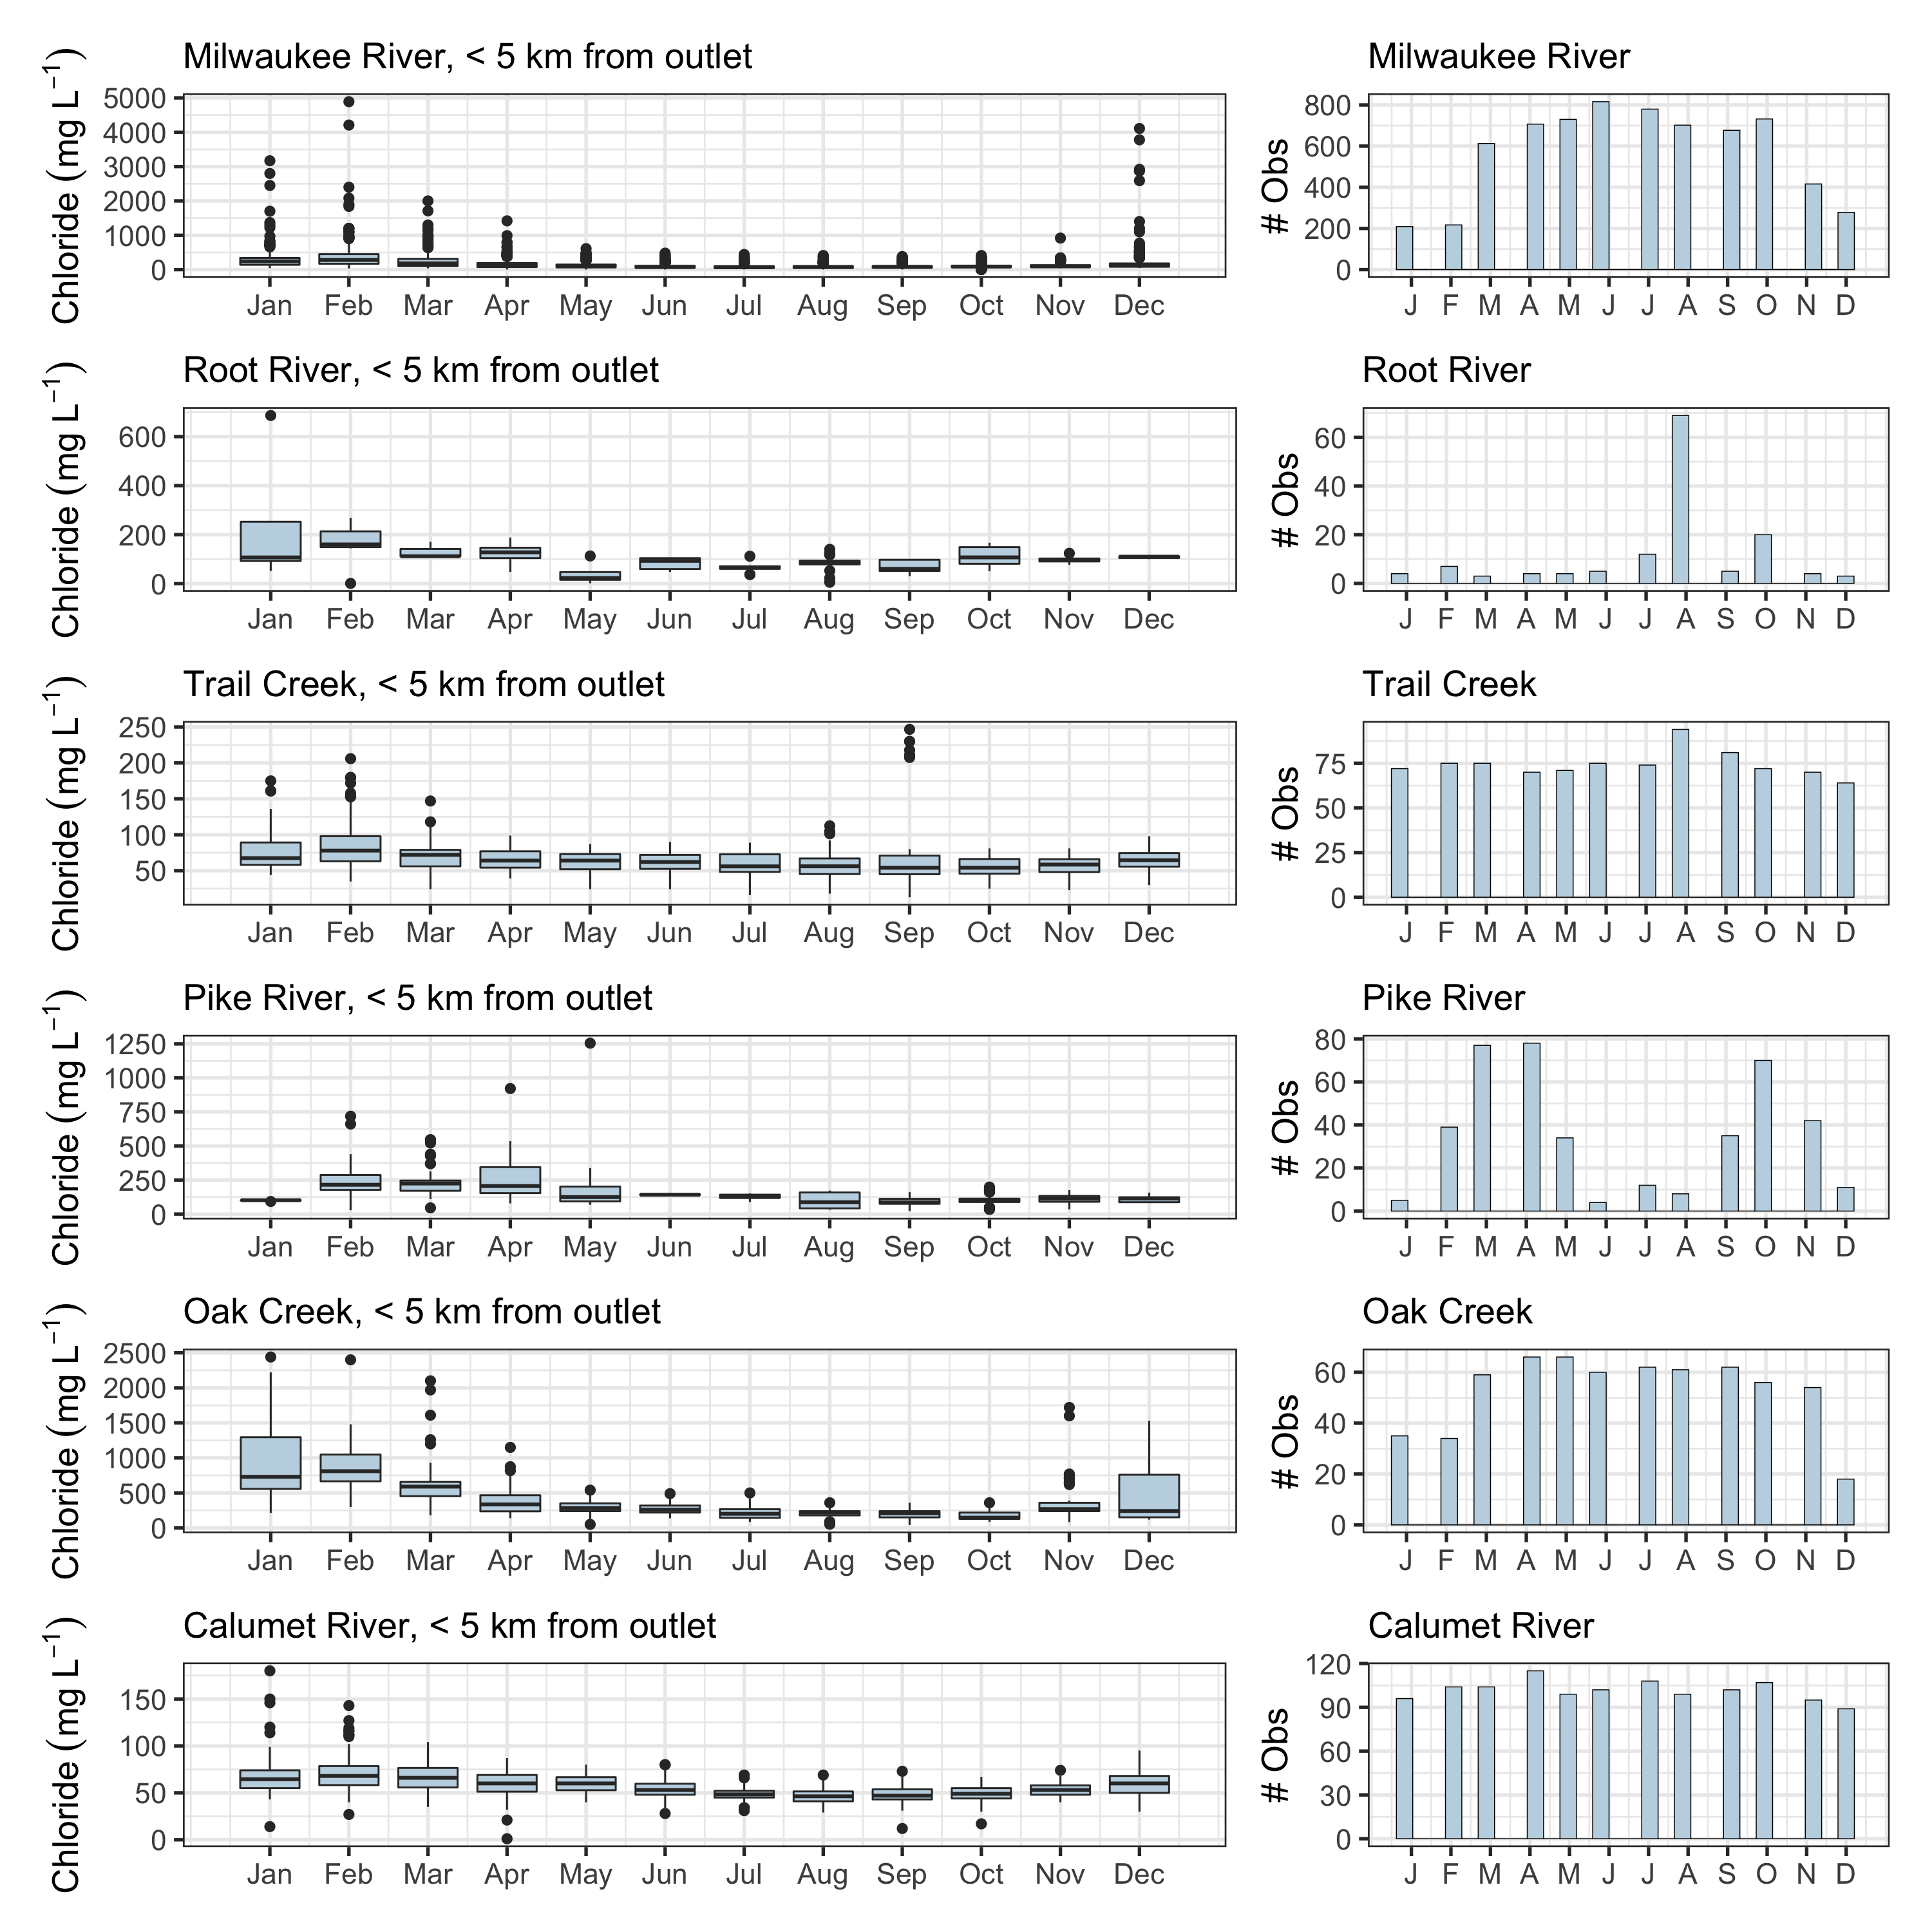 Milwaukee River, < 5 km from outlet
Chloride (mg L⁻¹)
5000
4000
3000
2000
1000
0
Jan Feb Mar Apr May Jun Jul Aug Sep Oct Nov Dec
Milwaukee River
# Obs
800
600
400
200
0
J F M A M J J A S O N D
Root River, < 5 km from outlet
Chloride (mg L⁻¹)
600
400
200
0
Jan Feb Mar Apr May Jun Jul Aug Sep Oct Nov Dec
Root River
# Obs
60
40
20
0
J F M A M J J A S O N D
Trail Creek, < 5 km from outlet
Chloride (mg L⁻¹)
250
200
150
100
50
Jan Feb Mar Apr May Jun Jul Aug Sep Oct Nov Dec
Trail Creek
# Obs
75
50
25
0
J F M A M J J A S O N D
Pike River, < 5 km from outlet
Chloride (mg L⁻¹)
1250
1000
750
500
250
0
Jan Feb Mar Apr May Jun Jul Aug Sep Oct Nov Dec
Pike River
# Obs
80
60
40
20
0
J F M A M J J A S O N D
Oak Creek, < 5 km from outlet
Chloride (mg L⁻¹)
2500
2000
1500
1000
500
0
Jan Feb Mar Apr May Jun Jul Aug Sep Oct Nov Dec
Oak Creek
# Obs
60
40
20
0
J F M A M J J A S O N D
Calumet River, < 5 km from outlet
Chloride (mg L⁻¹)
150
100
50
0
Jan Feb Mar Apr May Jun Jul Aug Sep Oct Nov Dec
Calumet River
# Obs
120
90
60
30
0
J F M A M J J A S O N D